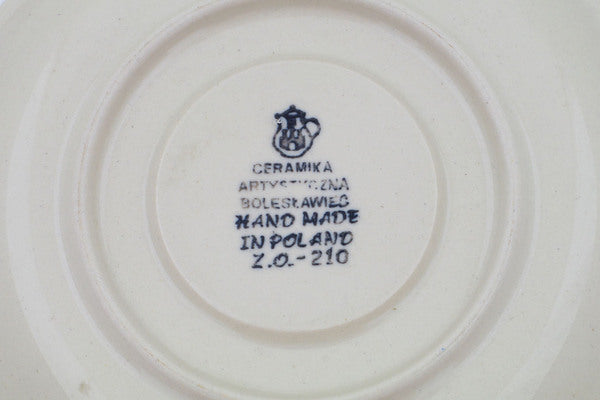 CERAMIKA
ARTYSTYCZNA
BOLESŁAWIEC
HAND MADE
IN POLAND
Z.O.-210